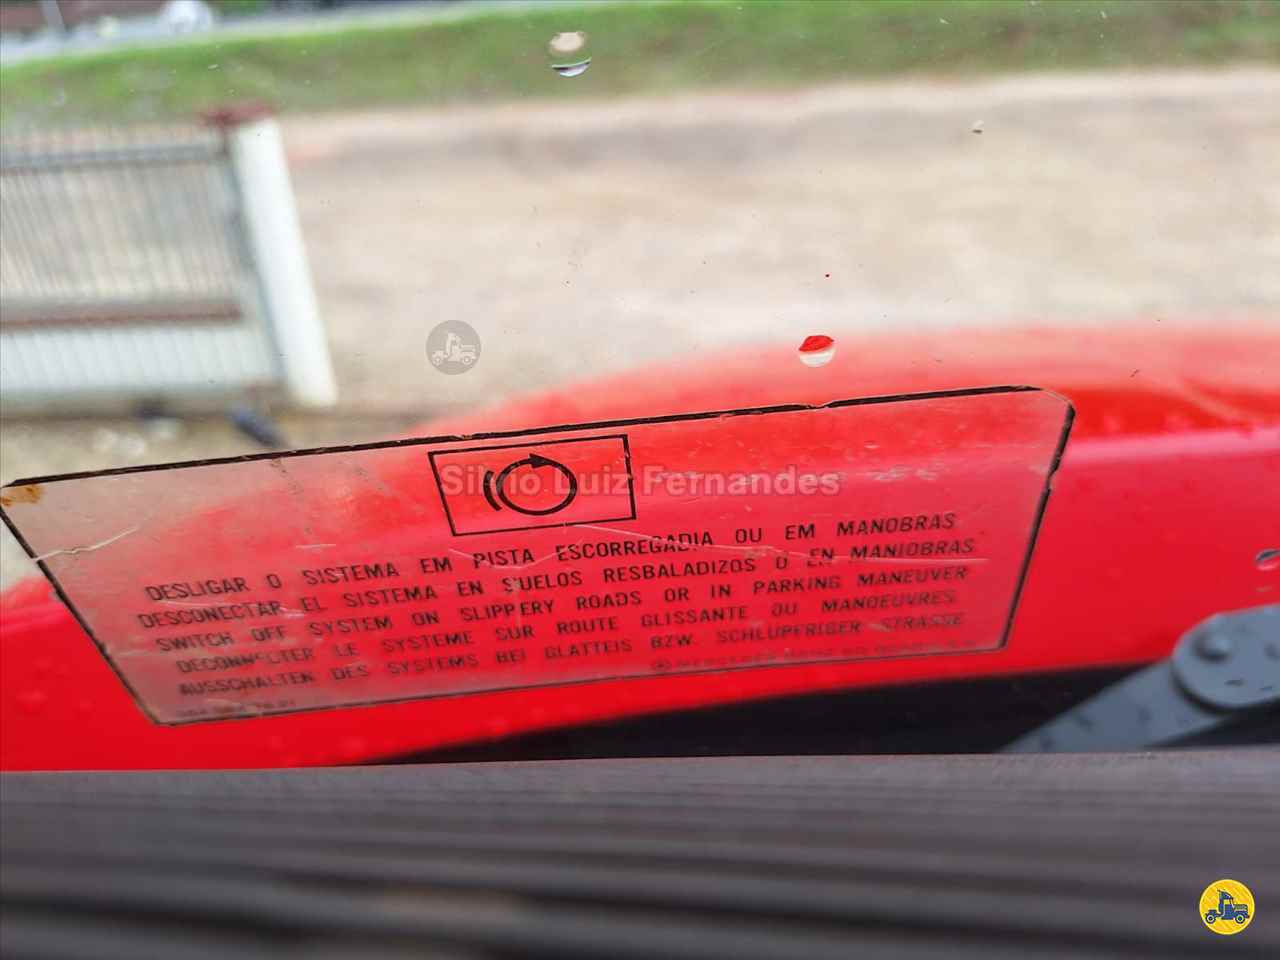 Silvio Luiz Fernandes
DESLIGAR O SISTEMA EM PISTA ESCORREGADIA OU EM MANOBRAS
DESCONECTAR EL SISTEMA EN SUELOS RESBALADIZOS O EN MANIOBRAS
SWITCH OFF SYSTEM ON SLIPPERY ROADS OR IN PARKING MANEUVER
DECONNECTER LE SYSTEME SUR ROUTE GLISSANTE OU MANOEUVRES
AUSSCHALTEN DES SYSTEMS BEI GLATTEIS BZW. SCHLUPERIGER STRASSE